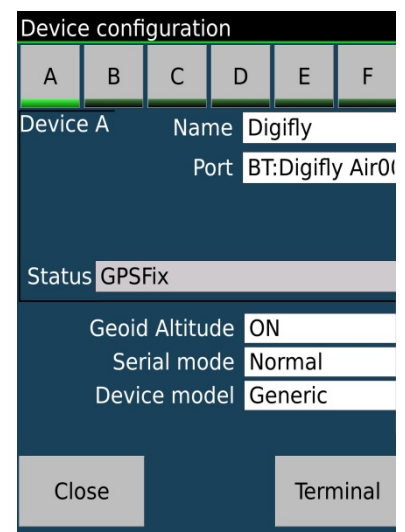 Device configuration
A B C D E F
Device A Name Digifly
Port BT:Digifly Air0
Status GPSFix
Geoid Altitude ON
Serial mode Normal
Device model Generic
Close Terminal